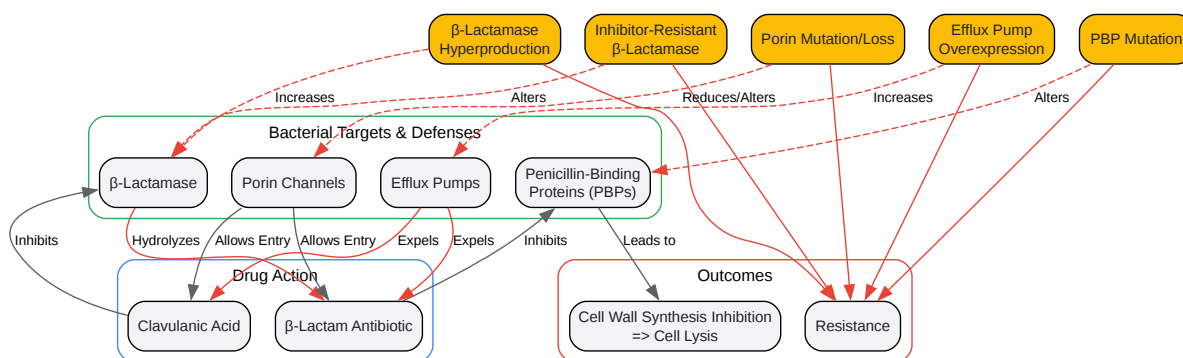 β-Lactamase
Hyperproduction
Inhibitor-Resistant
β-Lactamase
Porin Mutation/Loss
Efflux Pump
Overexpression
PBP Mutation
Increases
Alters
Reduces/Alters
Increases
Alters
Bacterial Targets & Defenses
β-Lactamase
Porin Channels
Efflux Pumps
Penicillin-Binding
Proteins (PBPs)
Inhibits
Hydrolyzes
Allows Entry
Allows Entry
Expels
Expels
Inhibits
Leads to
Drug Action
Outcomes
Clavulanic Acid
β-Lactam Antibiotic
Cell Wall Synthesis Inhibition
=> Cell Lysis
Resistance